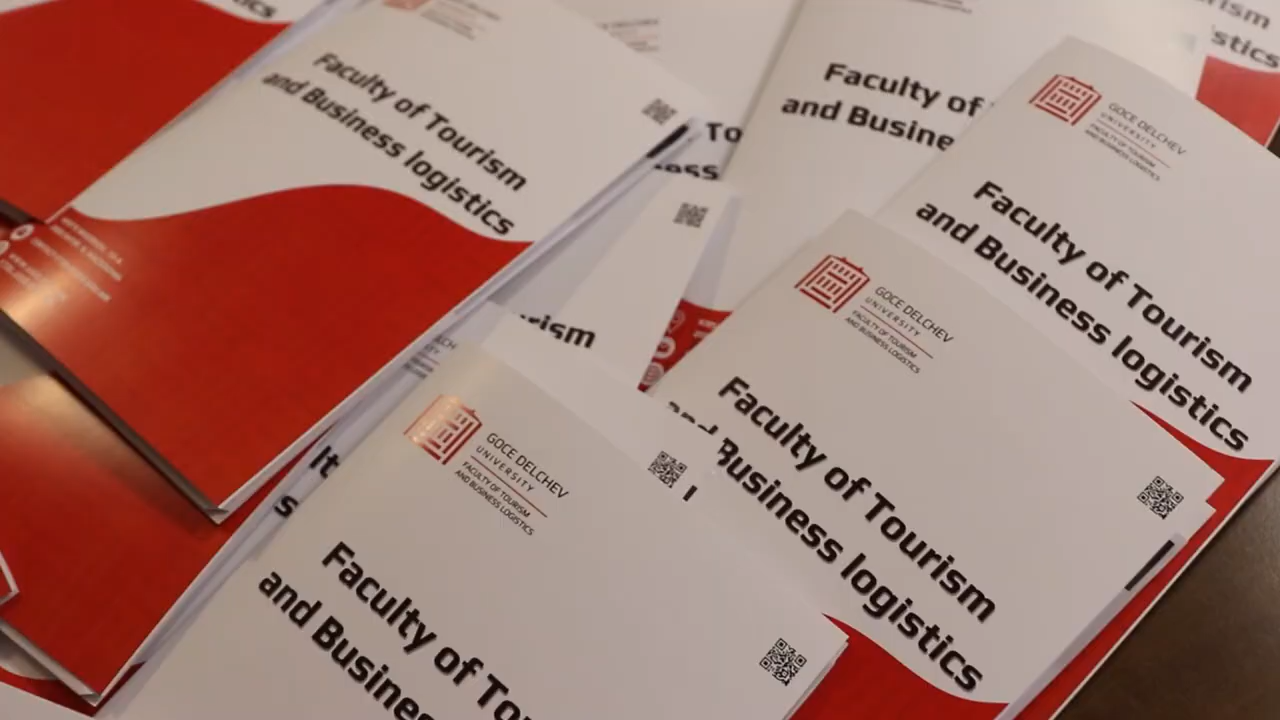 Faculty of Tourism
and Business logistics
Faculty of
and Busine
GOCE DELCHEV
UNIVERSITY
FACULTY OF TOURISM
AND BUSINESS LOGISTICS
Faculty of Tourism
and Business logistics
GOCE DELCHEV
UNIVERSITY
FACULTY OF TOURISM
AND BUSINESS LOGISTICS
Faculty of Tourism
and Business logistics
GOCE DELCHEV
UNIVERSITY
FACULTY OF TOURISM
AND BUSINESS LOGISTICS
Faculty of To
and Business